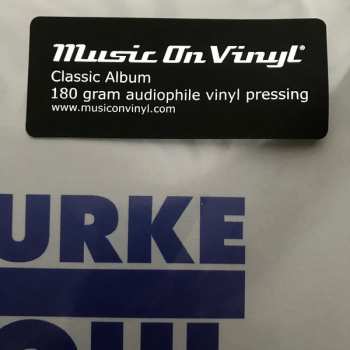 Music On Vinyl®
Classic Album
180 gram audiophile vinyl pressing
www.musiconvinyl.com
URKE